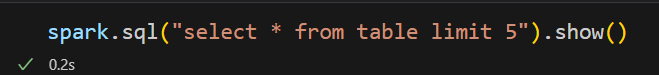 spark.sql("select * from table limit 5").show()
✓ 0.2s